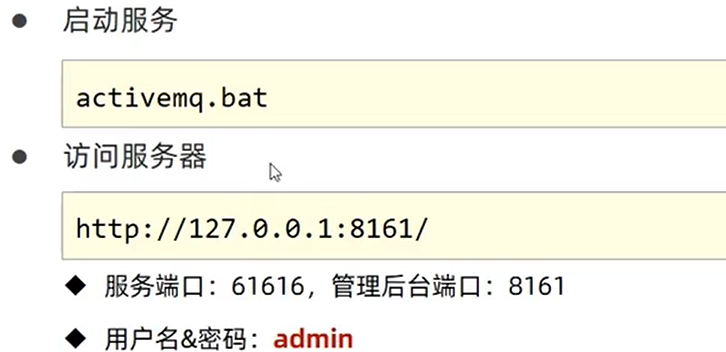 启动服务
activemq.bat
访问服务器
http://127.0.0.1:8161/
服务端口：61616，管理后台端口：8161
用户名&密码：admin